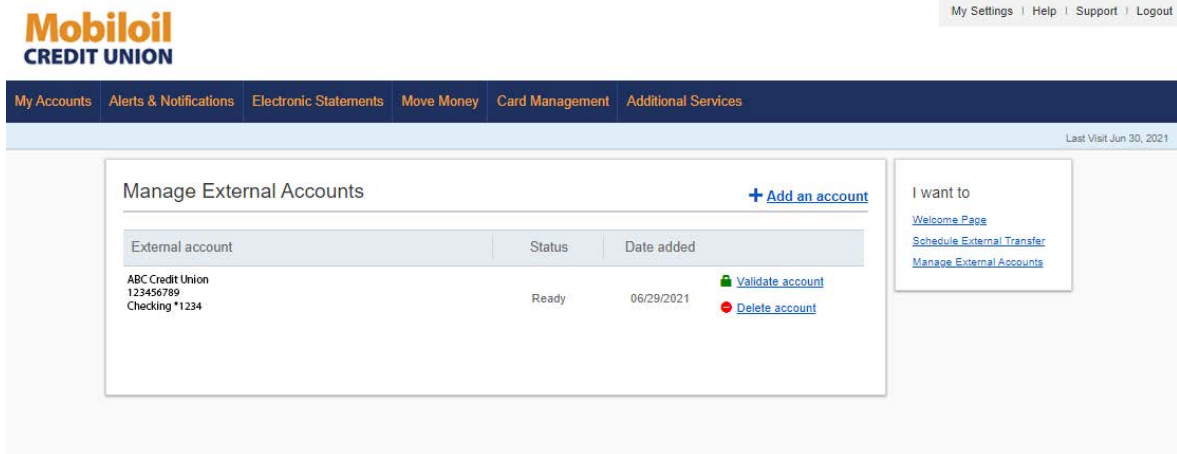 My Settings | Help | Support | Logout
Mobiloil
CREDIT UNION
My Accounts Alerts & Notifications Electronic Statements Move Money Card Management Additional Services
Last Visit Jun 30, 2021
Manage External Accounts
+ Add an account
External account Status Date added
ABC Credit Union
123456789
Checking *1234
Ready
06/29/2021
Validate account
Delete account
I want to
Welcome Page
Schedule External Transfer
Manage External Accounts